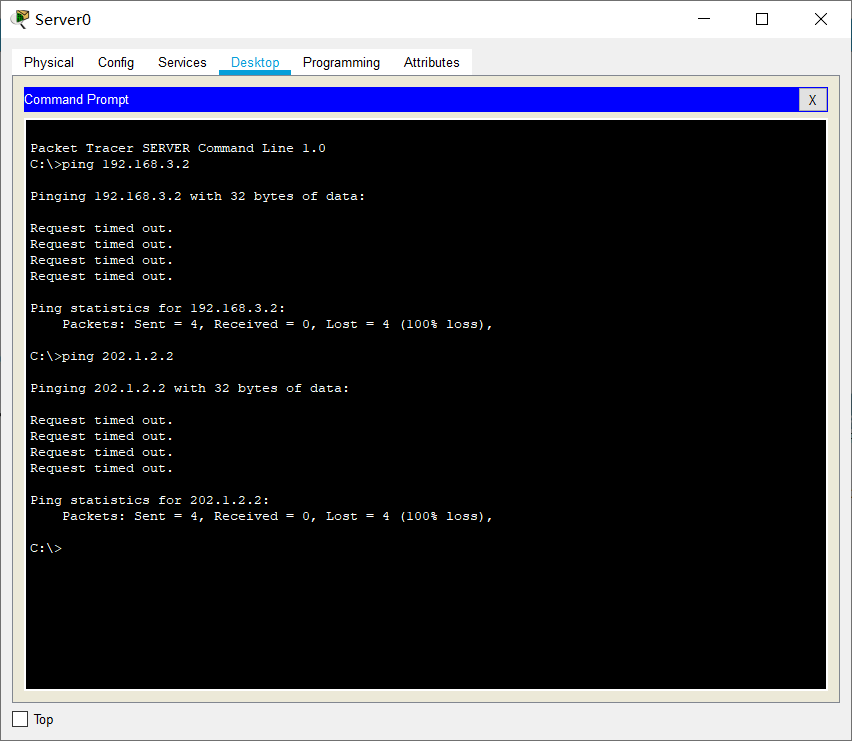 Server0
Physical Config Services Desktop Programming Attributes
Command Prompt X
Packet Tracer SERVER Command Line 1.0
C:\>ping 192.168.3.2
Pinging 192.168.3.2 with 32 bytes of data:
Request timed out.
Request timed out.
Request timed out.
Request timed out.
Ping statistics for 192.168.3.2:
Packets: Sent = 4, Received = 0, Lost = 4 (100% loss),
C:\>ping 202.1.2.2
Pinging 202.1.2.2 with 32 bytes of data:
Request timed out.
Request timed out.
Request timed out.
Request timed out.
Ping statistics for 202.1.2.2:
Packets: Sent = 4, Received = 0, Lost = 4 (100% loss),
C:\>
Top